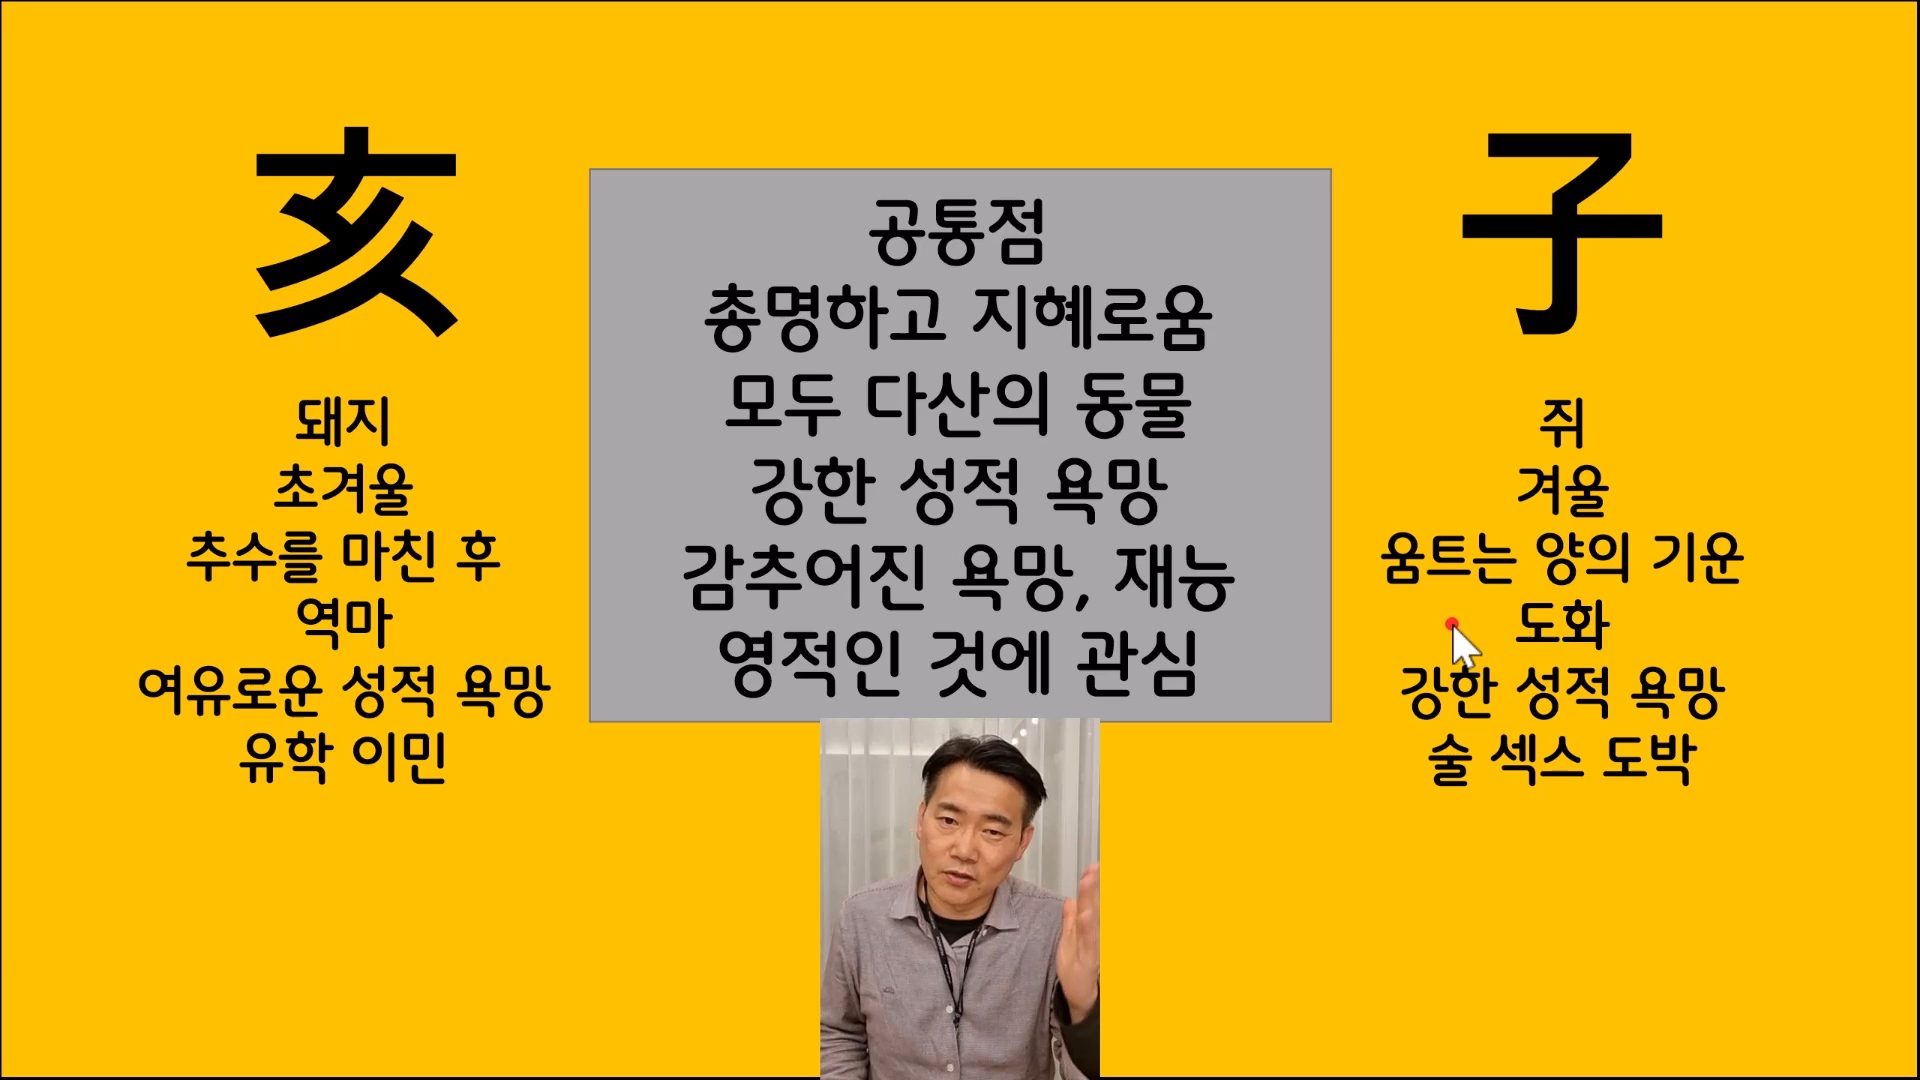 亥
돼지
초겨울
추수를 마친 후
역마
여유로운 성적 욕망
유학 이민
공통점
총명하고 지혜로움
모두 다산의 동물
강한 성적 욕망
감추어진 욕망, 재능
영적인 것에 관심
子
쥐
겨울
움트는 양의 기운
도화
강한 성적 욕망
술 섹스 도박